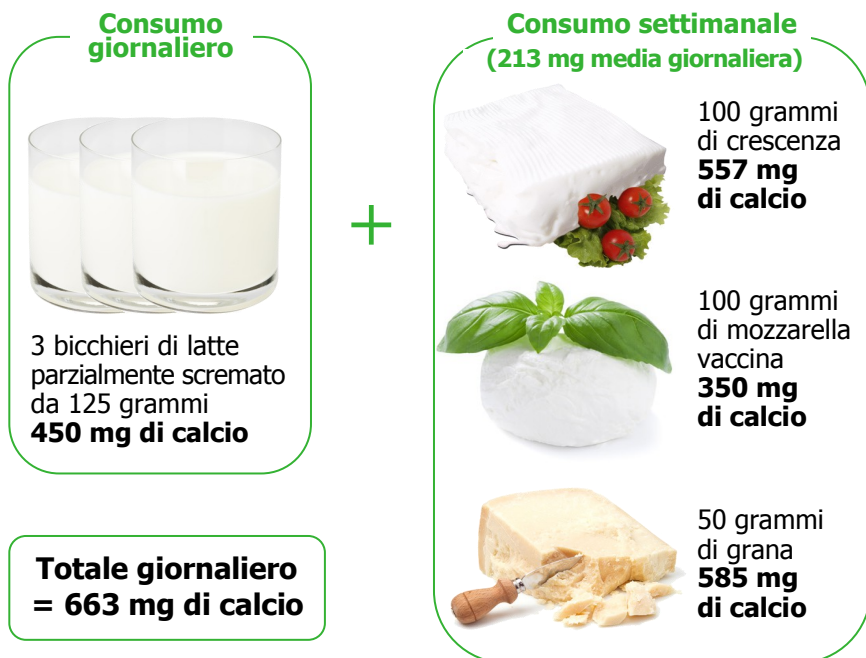 Consumo
giornaliero
3 bicchieri di latte
parzialmente scremato
da 125 grammi
450 mg di calcio
+
Consumo settimanale
(213 mg media giornaliera)
100 grammi
di crescenza
557 mg
di calcio
100 grammi
di mozzarella
vaccina
350 mg
di calcio
50 grammi
di grana
585 mg
di calcio
Totale giornaliero
= 663 mg di calcio